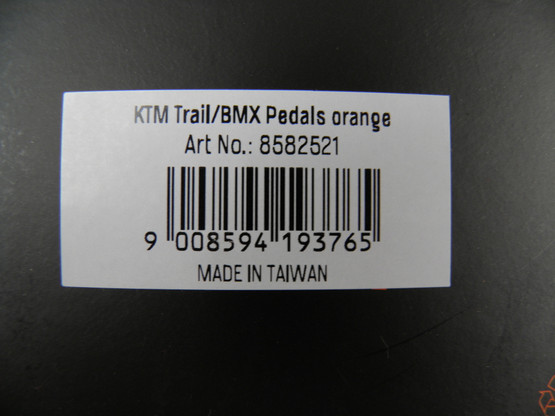 KTM Trail/BMX Pedals orange
Art No.: 8582521
9 008594 193765
MADE IN TAIWAN